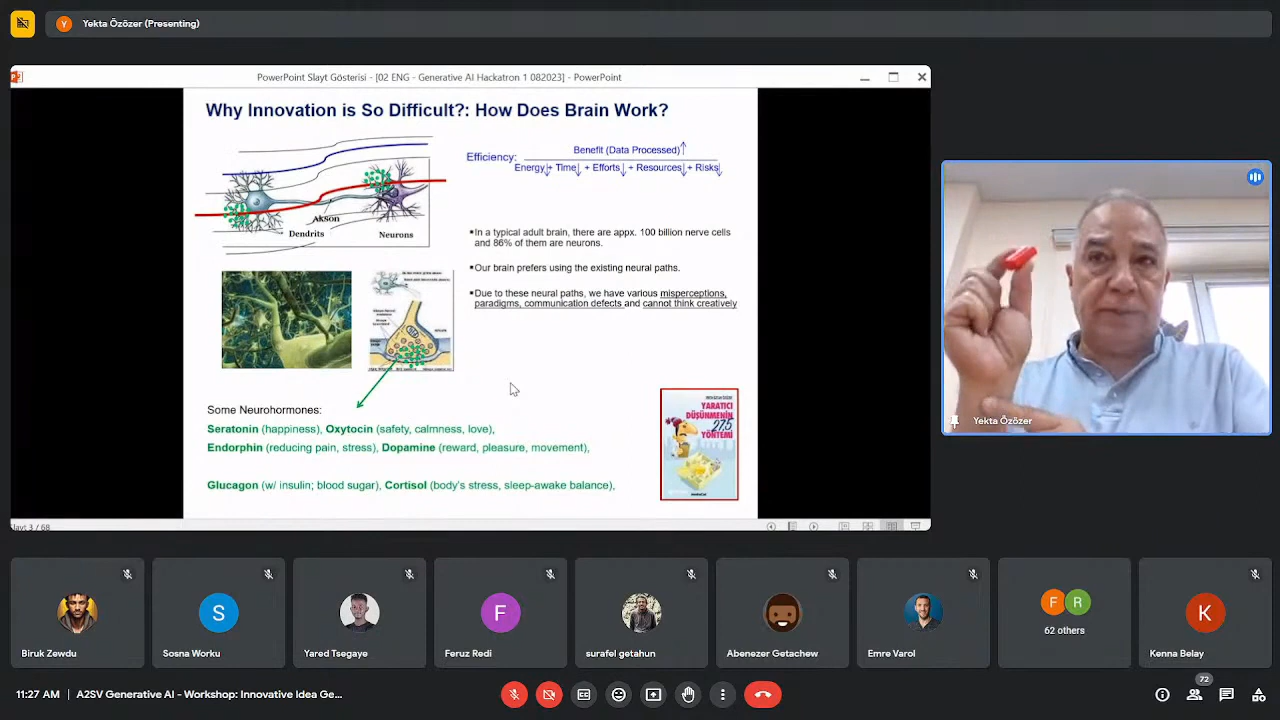 Yekta Özözer (Presenting)
PowerPoint Slayt Gösterisi - [02 ENG - Generative AI Hackatron 1 082023] - PowerPoint
Why Innovation is So Difficult?: How Does Brain Work?
Efficiency:
Benefit (Data Processed)
Energy + Time + Efforts + Resources + Risks
Akson
Dendrits
Neurons
▪In a typical adult brain, there are appx. 100 billion nerve cells
and 86% of them are neurons.
▪Our brain prefers using the existing neural paths.
▪Due to these neural paths, we have various misperceptions,
paradigms, communication defects and cannot think creatively
Some Neurohormones:
Seratonin (happiness), Oxytocin (safety, calmness, love),
Endorphin (reducing pain, stress), Dopamine (reward, pleasure, movement),
Glucagon (w/ insulin; blood sugar), Cortisol (body's stress, sleep-awake balance),
YARATICI
DÜŞÜNMENİN
275
YÖNTEMİ
3 / 68
Yekta Özözer
Biruk Zewdu
S
Sosna Worku
Yared Tsegaye
F
Feruz Redi
surafel getahun
Abenezer Getachew
Emre Varol
F R
62 others
K
Kenna Belay
11:27 AM | A2SV Generative AI - Workshop: Innovative Idea Ge...
72